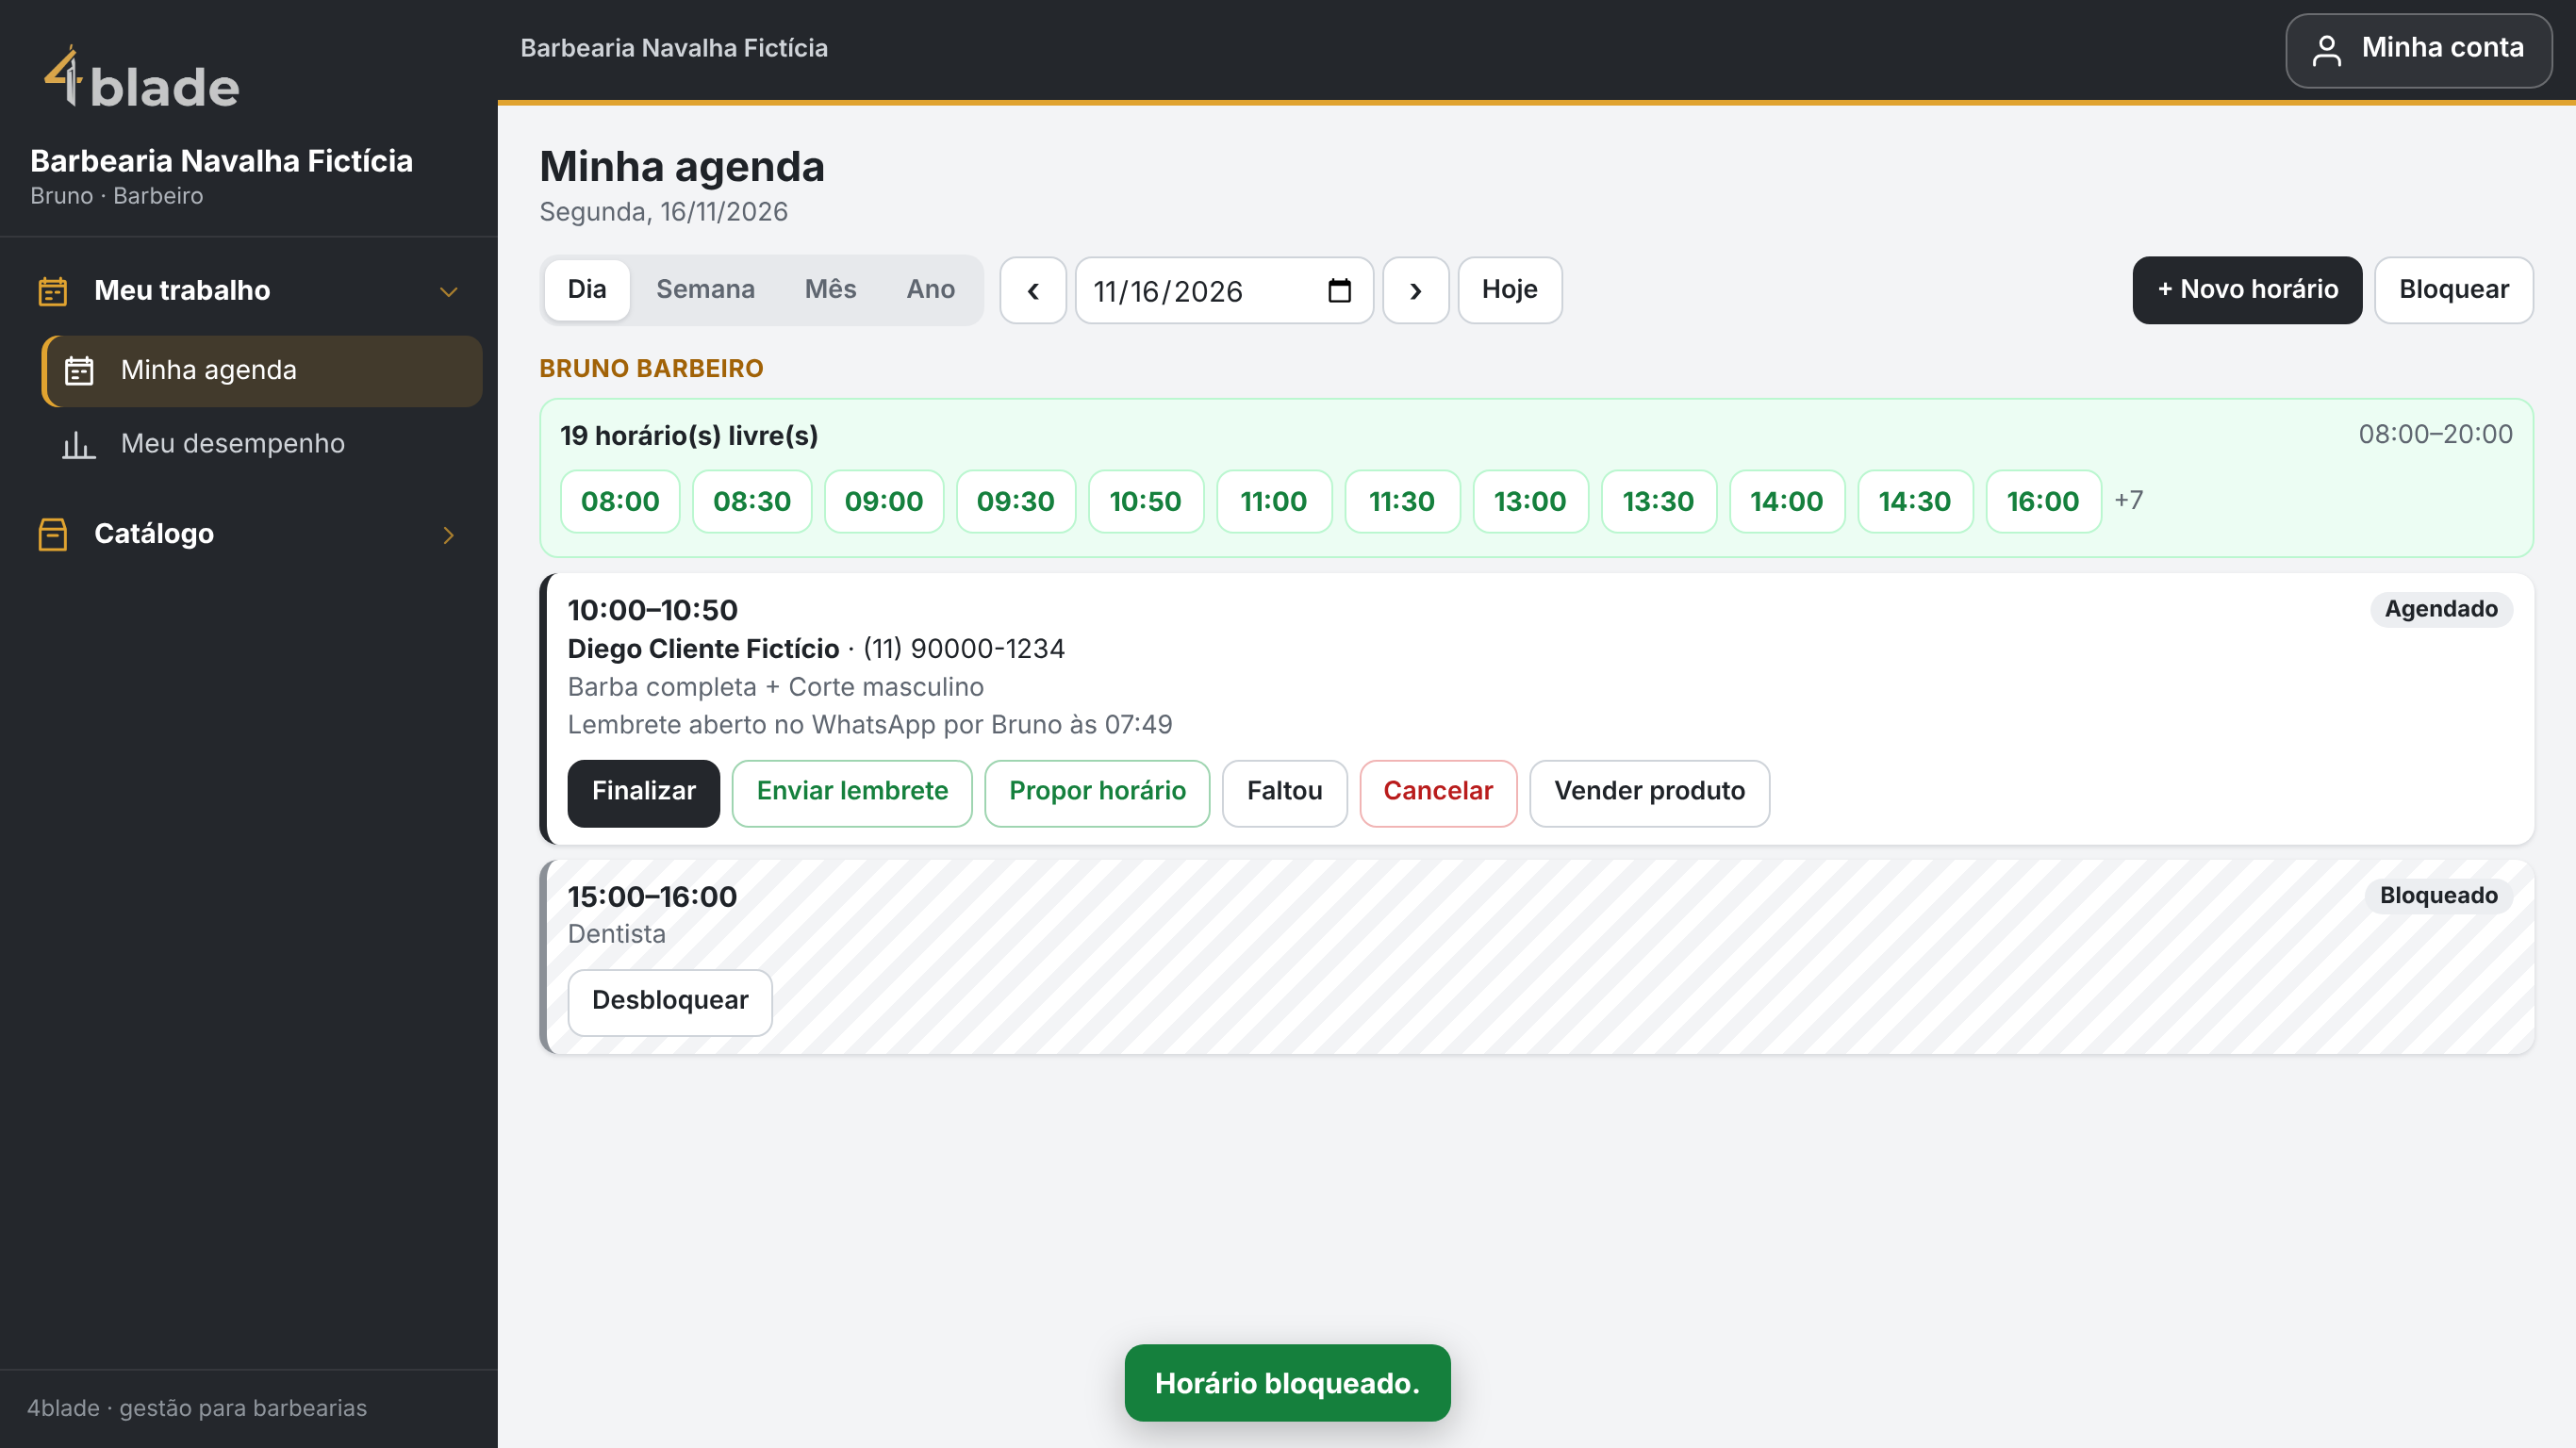 4blade
Barbearia Navalha Fictícia
Bruno · Barbeiro
Meu trabalho
Minha agenda
Meu desempenho
Catálogo
4blade · gestão para barbearias
Barbearia Navalha Fictícia
Minha conta
Minha agenda
Segunda, 16/11/2026
Dia Semana Mês Ano ‹ 11/16/2026 › Hoje + Novo horário Bloquear
BRUNO BARBEIRO
19 horário(s) livre(s) 08:00–20:00
08:00 08:30 09:00 09:30 10:50 11:00 11:30 13:00 13:30 14:00 14:30 16:00 +7
10:00–10:50 Agendado
Diego Cliente Fictício · (11) 90000-1234
Barba completa + Corte masculino
Lembrete aberto no WhatsApp por Bruno às 07:49
Finalizar Enviar lembrete Propor horário Faltou Cancelar Vender produto
15:00–16:00 Bloqueado
Dentista
Desbloquear
Horário bloqueado.